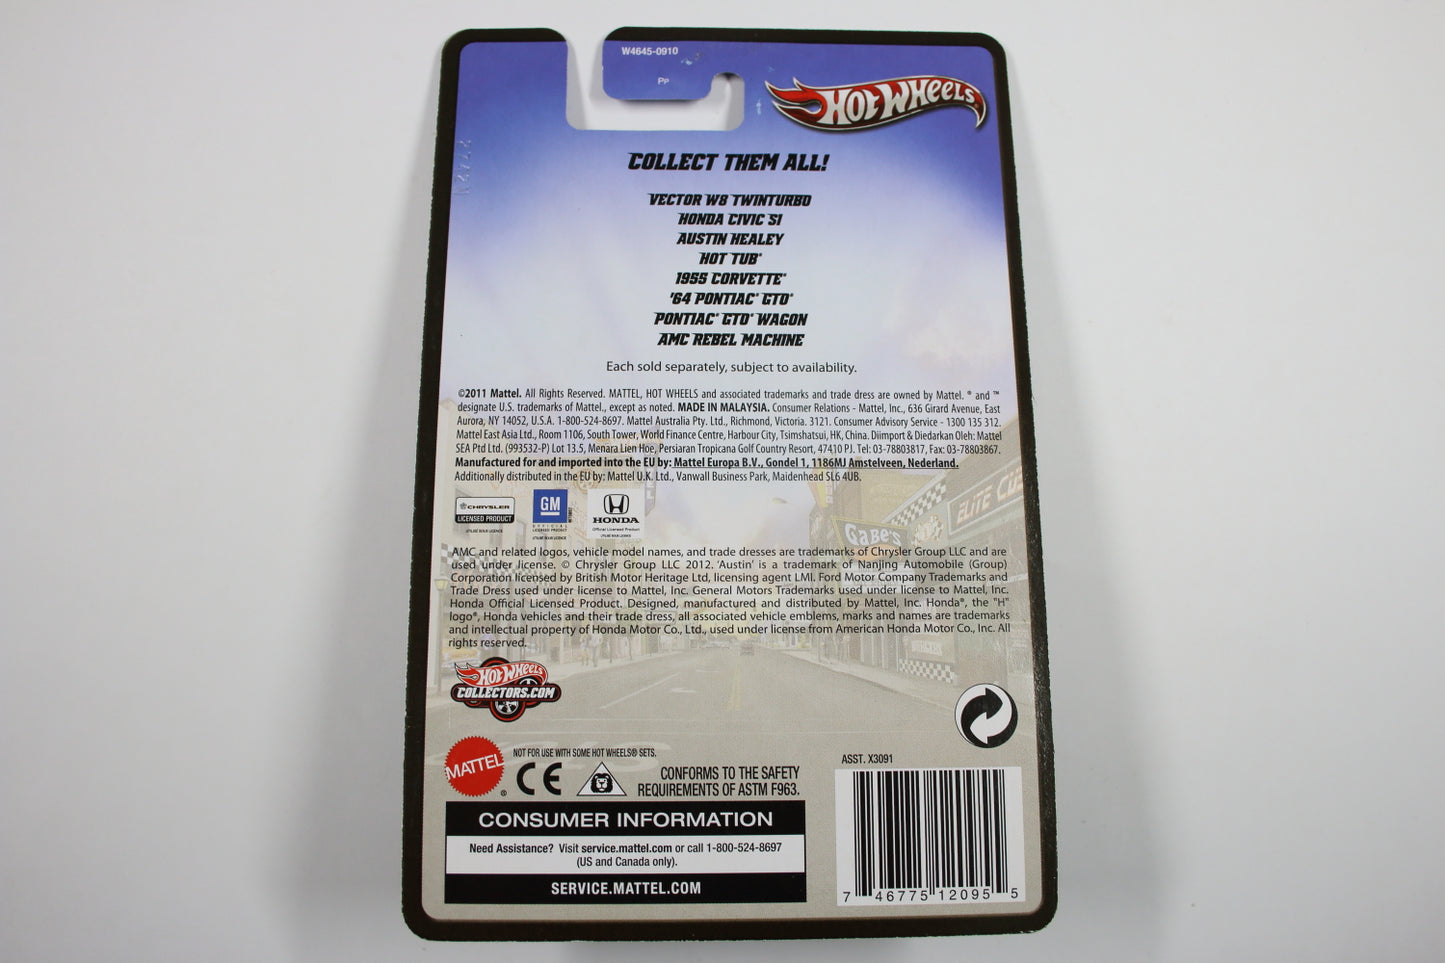 W4645-0910
Pp
HOT WHEELS
COLLECT THEM ALL!
VECTOR W8 TWINTURBO
HONDA CIVIC SI
AUSTIN HEALEY
HOT TUB®
1955 CORVETTE®
'64 PONTIAC® GTO®
PONTIAC® GTO® WAGON
AMC REBEL MACHINE
Each sold separately, subject to availability.
©2011 Mattel. All Rights Reserved. MATTEL, HOT WHEELS and associated trademarks and trade dress are owned by Mattel. ® and ™
designate U.S. trademarks of Mattel., except as noted. MADE IN MALAYSIA. Consumer Relations - Mattel, Inc., 636 Girard Avenue, East
Aurora, NY 14052, U.S.A. 1-800-524-8697. Mattel Australia Pty. Ltd., Richmond, Victoria. 3121. Consumer Advisory Service - 1300 135 312.
Mattel East Asia Ltd., Room 1106, South Tower, World Finance Centre, Harbour City, Tsimshatsui, HK, China. Diimport & Diedarkan Oleh: Mattel
SEA Ptd Ltd. (993532-P) Lot 13.5, Menara Lien Hoe, Persiaran Tropicana Golf Country Resort, 47410 PJ. Tel: 03-78803817, Fax: 03-78803867.
Manufactured for and imported into the EU by: Mattel Europa B.V., Gondel 1, 1186MJ Amstelveen, Nederland.
Additionally distributed in the EU by: Mattel U.K. Ltd., Vanwall Business Park, Maidenhead SL6 4UB.
CHRYSLER
LICENSED PRODUCT
GM
OFFICIAL
LICENSED PRODUCT
HONDA
Official Licensed Product
ELITE
GABE'S
AMC and related logos, vehicle model names, and trade dresses are trademarks of Chrysler Group LLC and are
used under license. © Chrysler Group LLC 2012. 'Austin' is a trademark of Nanjing Automobile (Group)
Corporation licensed by British Motor Heritage Ltd, licensing agent LMI. Ford Motor Company Trademarks and
Trade Dress used under license to Mattel, Inc. General Motors Trademarks used under license to Mattel, Inc.
Honda Official Licensed Product. Designed, manufactured and distributed by Mattel, Inc. Honda®, the "H"
logo®, Honda vehicles and their trade dress, all associated vehicle emblems, marks and names are trademarks
and intellectual property of Honda Motor Co., Ltd., used under license from American Honda Motor Co., Inc. All
rights reserved.
HOT WHEELS
COLLECTORS.COM
MATTEL®
NOT FOR USE WITH SOME HOT WHEELS® SETS.
CE
CONFORMS TO THE SAFETY
REQUIREMENTS OF ASTM F963.
ASST. X3091
CONSUMER INFORMATION
Need Assistance? Visit service.mattel.com or call 1-800-524-8697
(US and Canada only).
SERVICE.MATTEL.COM
7 46775 12095 5